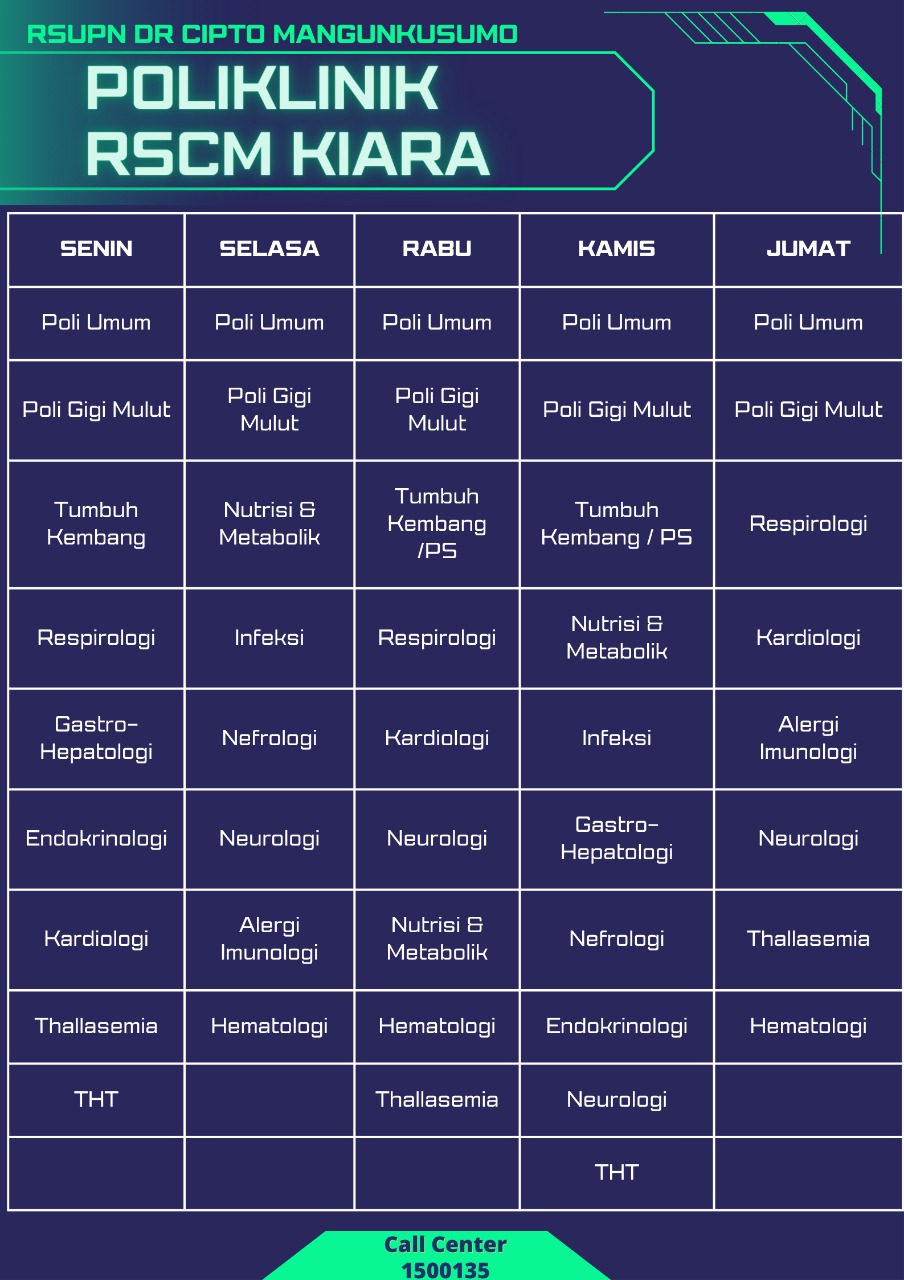 RSUPN DR CIPTO MANGUNKUSUMO
POLIKLINIK
RSCM KIARA
SENIN SELASA RABU KAMIS JUMAT
Poli Umum Poli Umum Poli Umum Poli Umum Poli Umum
Poli Gigi Mulut Poli Gigi Mulut Poli Gigi Mulut Poli Gigi Mulut Poli Gigi Mulut
Tumbuh Kembang Nutrisi & Metabolik Tumbuh Kembang /PS Tumbuh Kembang / PS Respirologi
Respirologi Infeksi Respirologi Nutrisi & Metabolik Kardiologi
Gastro-Hepatologi Nefrologi Kardiologi Infeksi Alergi Imunologi
Endokrinologi Neurologi Neurologi Gastro-Hepatologi Neurologi
Kardiologi Alergi Imunologi Nutrisi & Metabolik Nefrologi Thallasemia
Thallasemia Hematologi Hematologi Endokrinologi Hematologi
THT Thallasemia Neurologi
THT
Call Center
1500135